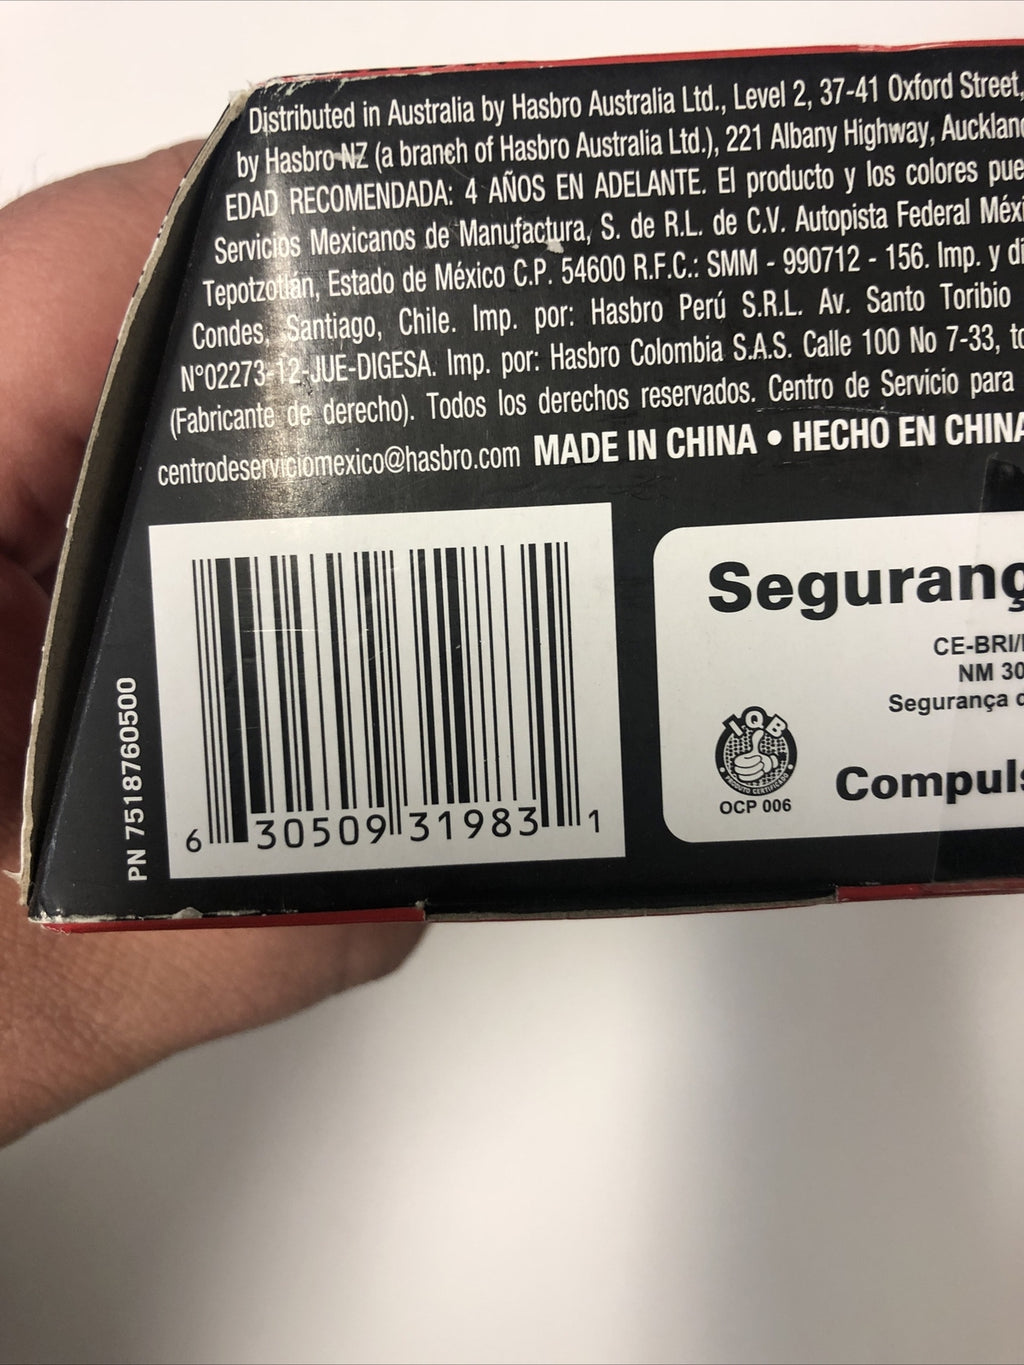 Distributed in Australia by Hasbro Australia Ltd., Level 2, 37-41 Oxford Street,
by Hasbro NZ (a branch of Hasbro Australia Ltd.), 221 Albany Highway, Auckland
EDAD RECOMENDADA: 4 AÑOS EN ADELANTE. El producto y los colores pue
Servicios Mexicanos de Manufactura, S. de R.L. de C.V. Autopista Federal Méxi
Tepotzotlán, Estado de México C.P. 54600 R.F.C.: SMM - 990712 - 156. Imp. y di
Condes, Santiago, Chile. Imp. por: Hasbro Perú S.R.L. Av. Santo Toribio
N°02273-12-JUE-DIGESA. Imp. por: Hasbro Colombia S.A.S. Calle 100 No 7-33, to
(Fabricante de derecho). Todos los derechos reservados. Centro de Servicio para
centrodeserviciomexico@hasbro.com MADE IN CHINA • HECHO EN CHINA
PN 7518760500
6 30509 31983 1
Seguranç
CE-BRI/
NM 30
Segurança d
IQB
PRODUTO CERTIFICADO
OCP 006
Compuls